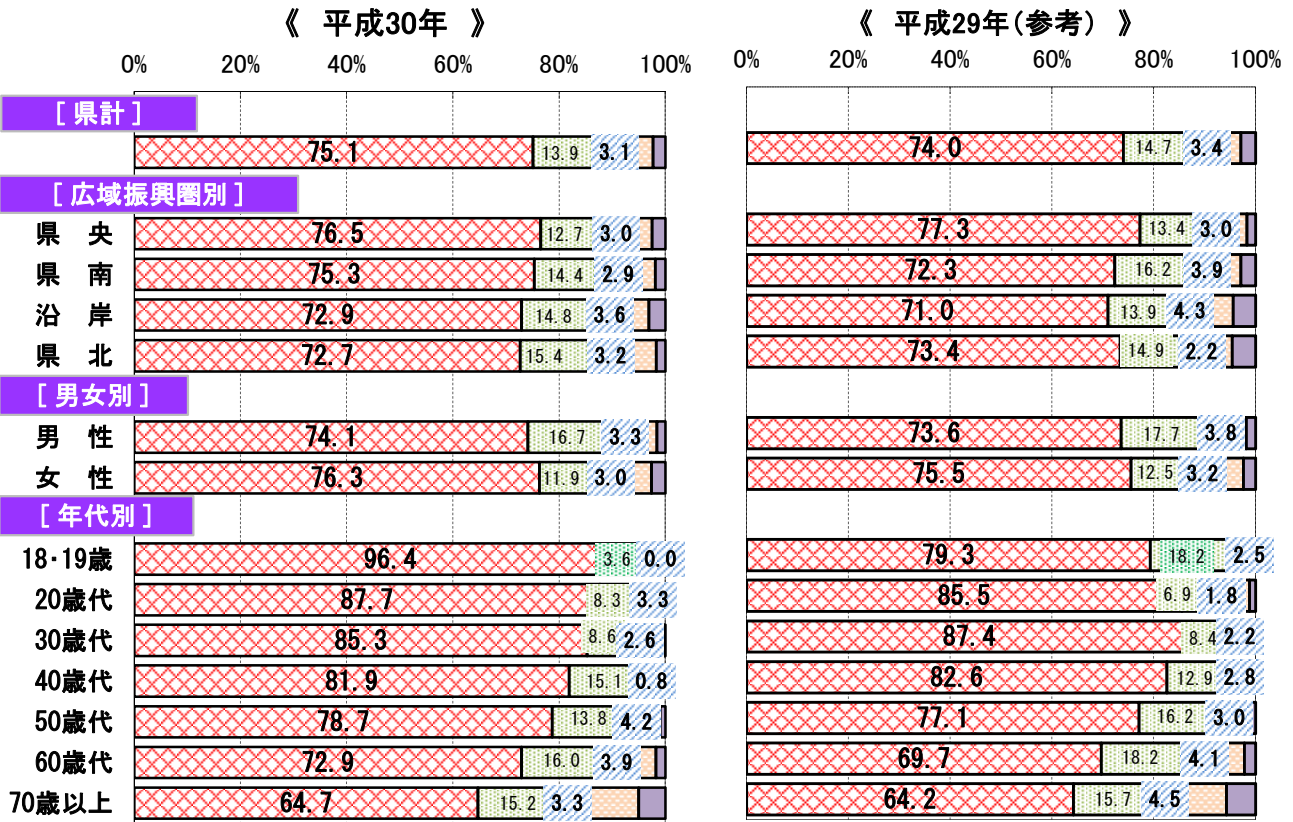 《 平成30年 》 《 平成29年(参考) 》
0% 20% 40% 60% 80% 100% 0% 20% 40% 60% 80% 100%
[ 県計 ]
75.1 13.9 3.1 74.0 14.7 3.4
[ 広域振興圏別 ]
県 央 76.5 12.7 3.0 77.3 13.4 3.0
県 南 75.3 14.4 2.9 72.3 16.2 3.9
沿 岸 72.9 14.8 3.6 71.0 13.9 4.3
県 北 72.7 15.4 3.2 73.4 14.9 2.2
[ 男女別 ]
男 性 74.1 16.7 3.3 73.6 17.7 3.8
女 性 76.3 11.9 3.0 75.5 12.5 3.2
[ 年代別 ]
18・19歳 96.4 3.6 0.0 79.3 18.2 2.5
20歳代 87.7 8.3 3.3 85.5 6.9 1.8
30歳代 85.3 8.6 2.6 87.4 8.4 2.2
40歳代 81.9 15.1 0.8 82.6 12.9 2.8
50歳代 78.7 13.8 4.2 77.1 16.2 3.0
60歳代 72.9 16.0 3.9 69.7 18.2 4.1
70歳以上 64.7 15.2 3.3 64.2 15.7 4.5